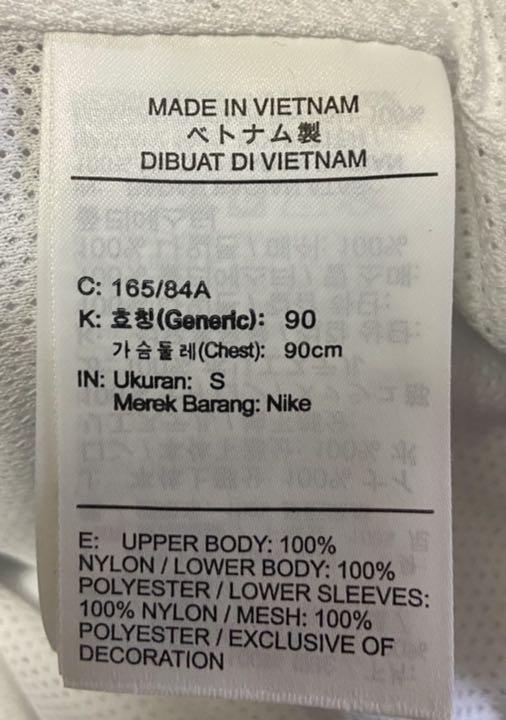 MADE IN VIETNAM
ベトナム製
DIBUAT DI VIETNAM
C: 165/84A
K: 호칭(Generic): 90
가슴둘레(Chest): 90cm
IN: Ukuran: S
Merek Barang: Nike
E: UPPER BODY: 100%
NYLON / LOWER BODY: 100%
POLYESTER / LOWER SLEEVES:
100% NYLON / MESH: 100%
POLYESTER / EXCLUSIVE OF
DECORATION